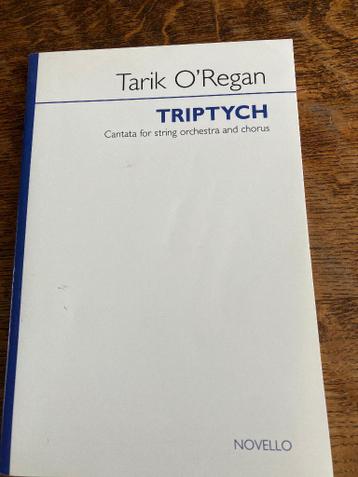 Tarik O'Regan
TRIPTYCH
Cantata for string orchestra and chorus
NOVELLO